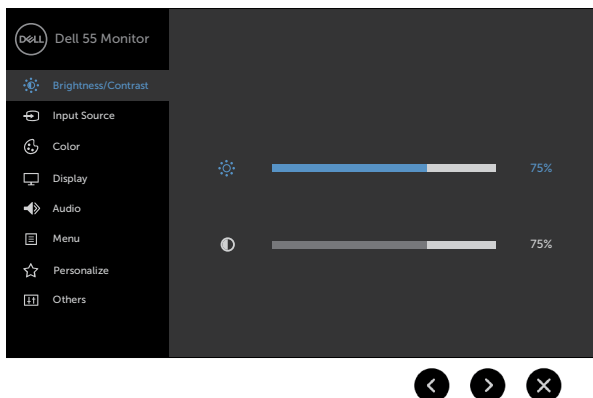 DELL Dell 55 Monitor
Brightness/Contrast
Input Source
Color
Display
Audio
Menu
Personalize
Others
75%
75%